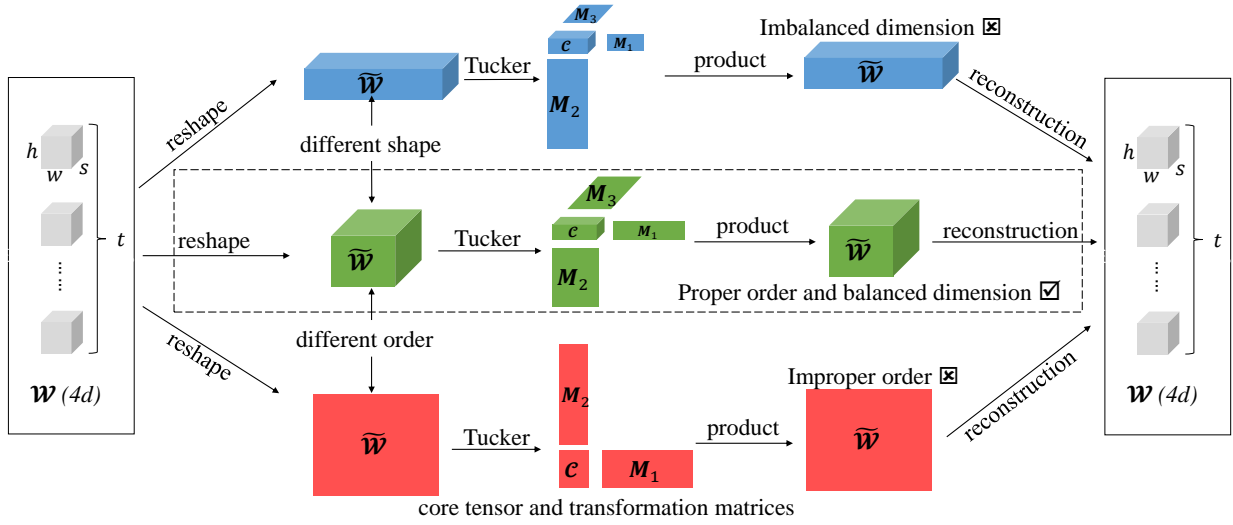 h
w
s
t
......
𝓦 (4d)
reshape
reshape
reshape
𝓦̃
Tucker
M₃
𝓒
M₁
M₂
product
Imbalanced dimension ☒
𝓦̃
reconstruction
different shape
𝓦̃
Tucker
M₃
𝓒
M₁
M₂
product
𝓦̃
reconstruction
Proper order and balanced dimension ☑
different order
𝓦̃
Tucker
M₂
𝓒
M₁
product
Improper order ☒
𝓦̃
reconstruction
core tensor and transformation matrices
h
w
s
t
......
𝓦 (4d)